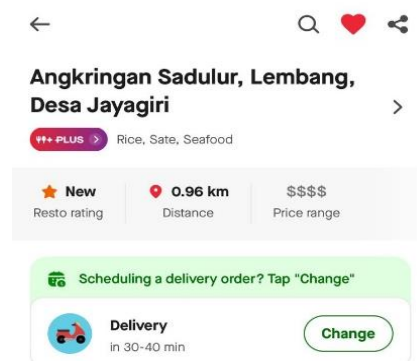 Angkringan Sadulur, Lembang,
Desa Jayagiri
PLUS Rice, Sate, Seafood
New 0.96 km $$$$
Resto rating Distance Price range
Scheduling a delivery order? Tap "Change"
Delivery
in 30-40 min
Change